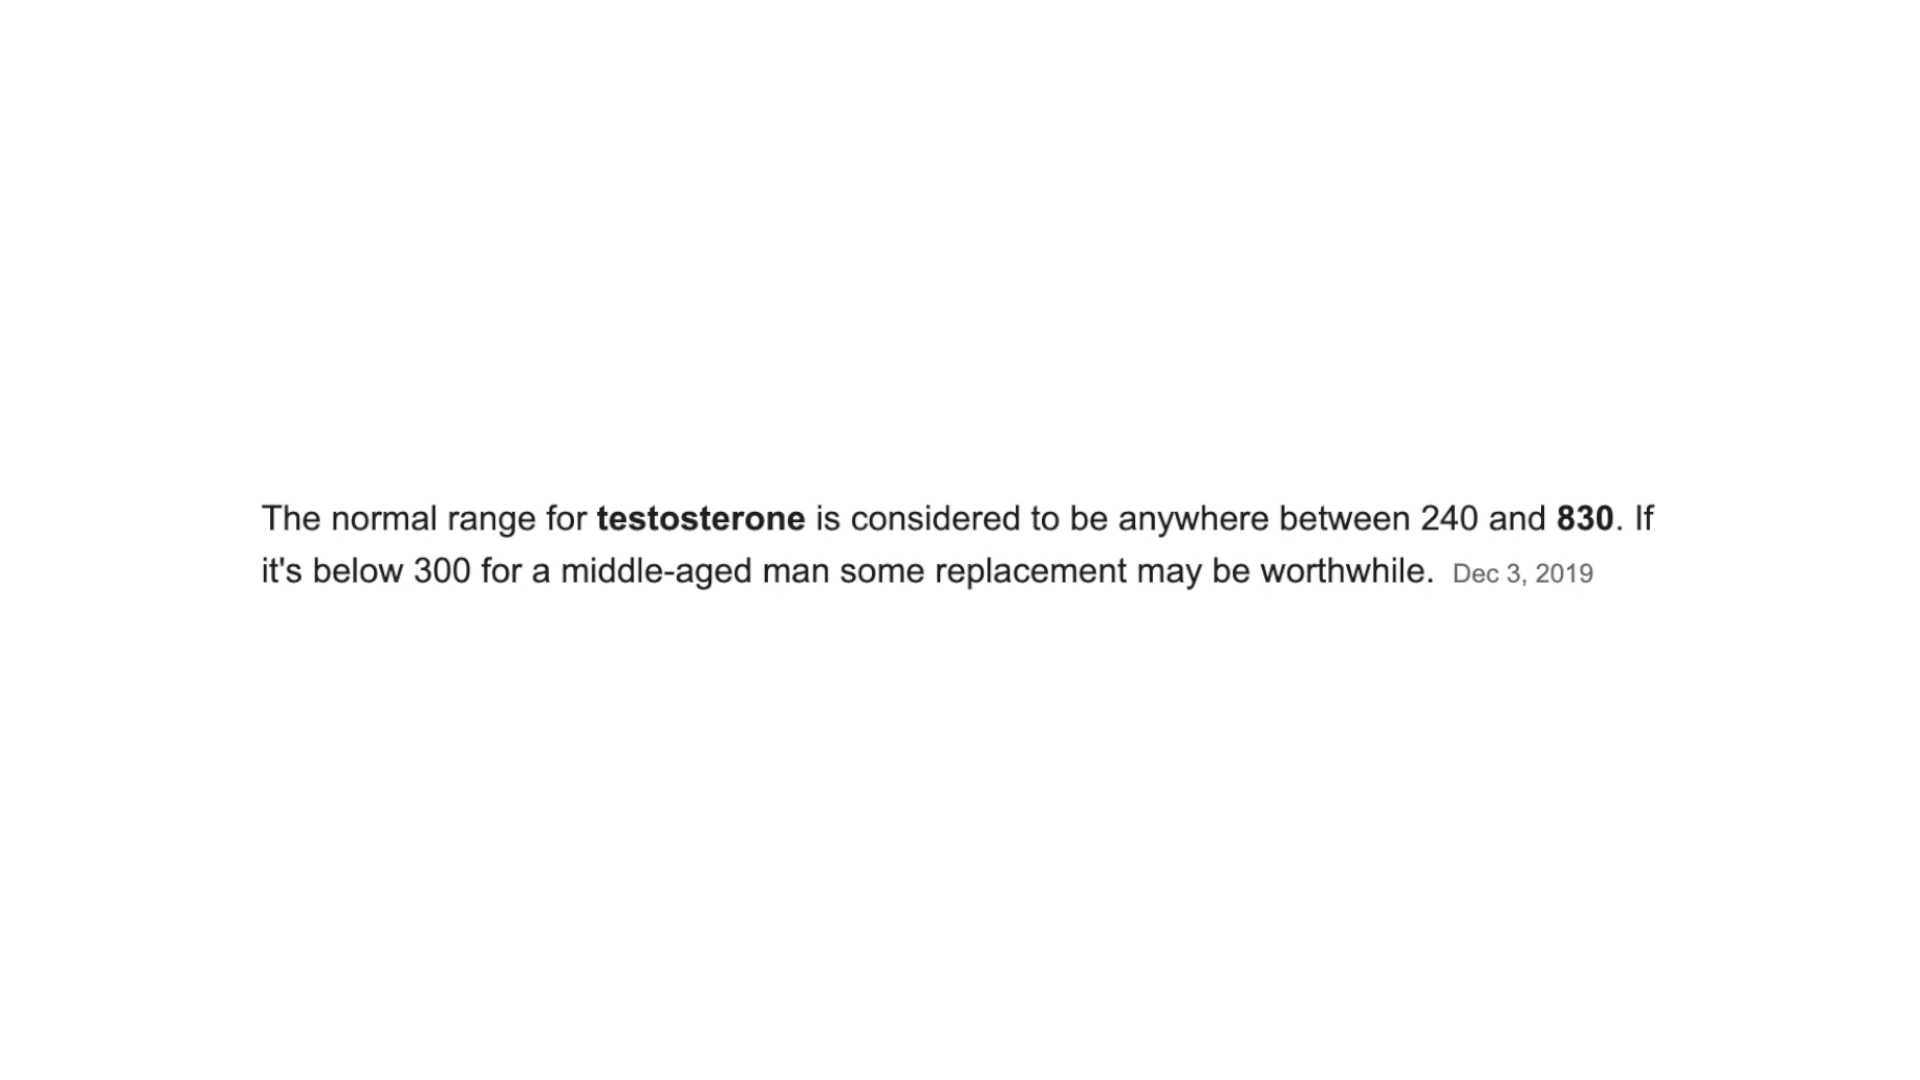 The normal range for testosterone is considered to be anywhere between 240 and 830. If
it's below 300 for a middle-aged man some replacement may be worthwhile. Dec 3, 2019